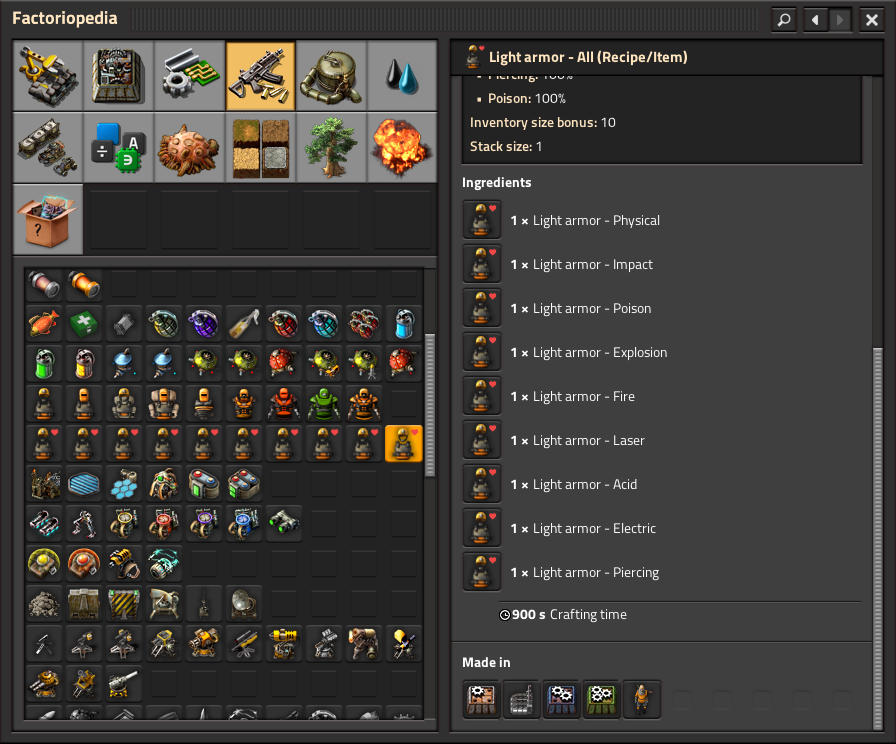 Factoriopedia
Light armor - All (Recipe/Item)
Piercing: 100%
Poison: 100%
Inventory size bonus: 10
Stack size: 1
Ingredients
1 × Light armor - Physical
1 × Light armor - Impact
1 × Light armor - Poison
1 × Light armor - Explosion
1 × Light armor - Fire
1 × Light armor - Laser
1 × Light armor - Acid
1 × Light armor - Electric
1 × Light armor - Piercing
900 s Crafting time
Made in